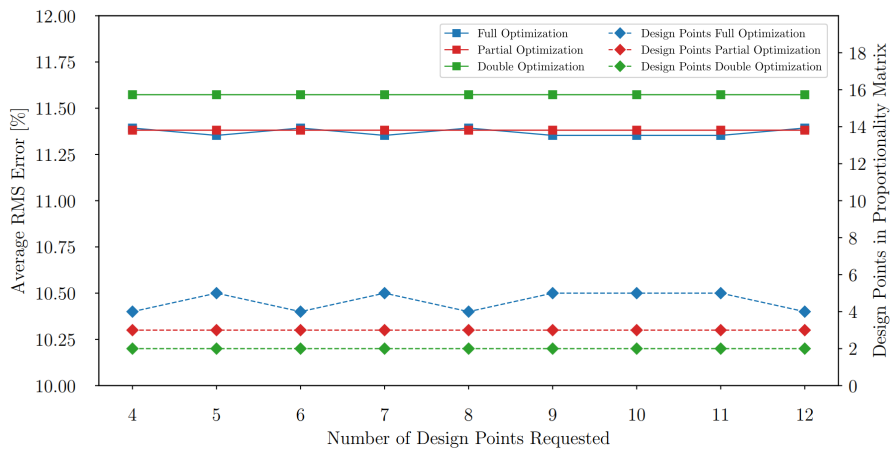 12.00
11.75
11.50
11.25
11.00
10.75
10.50
10.25
10.00
Average RMS Error [%]
Full Optimization
Partial Optimization
Double Optimization
Design Points Full Optimization
Design Points Partial Optimization
Design Points Double Optimization
18
16
14
12
10
8
6
4
2
0
Design Points in Proportionality Matrix
4 5 6 7 8 9 10 11 12
Number of Design Points Requested